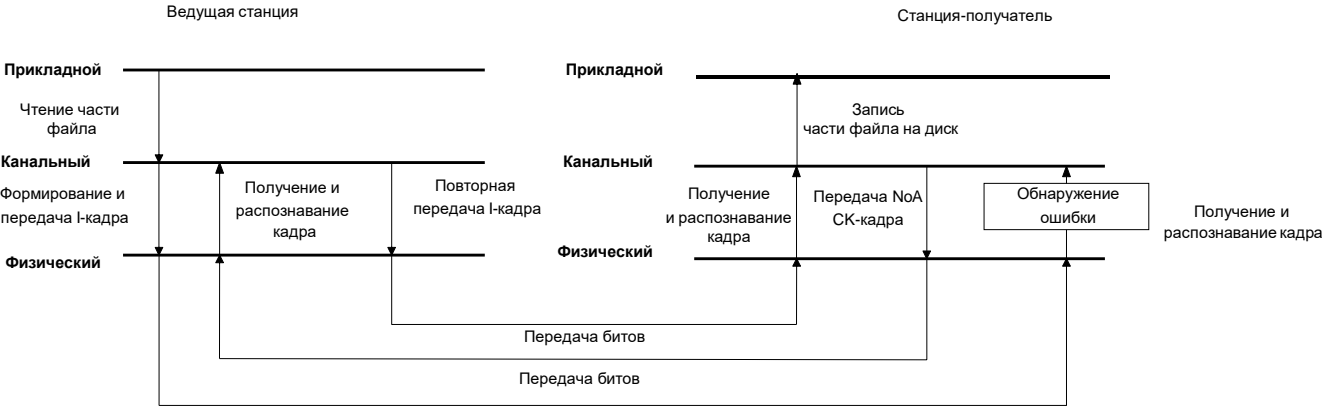 Ведущая станция
Станция-получатель
Прикладной
Прикладной
Чтение части
файла
Запись
части файла на диск
Канальный
Канальный
Формирование и
передача I-кадра
Получение и
распознавание
кадра
Повторная
передача I-кадра
Получение
и распознавание
кадра
Передача NoA
СК-кадра
Обнаружение
ошибки
Получение и
распознавание кадра
Физический
Физический
Передача битов
Передача битов